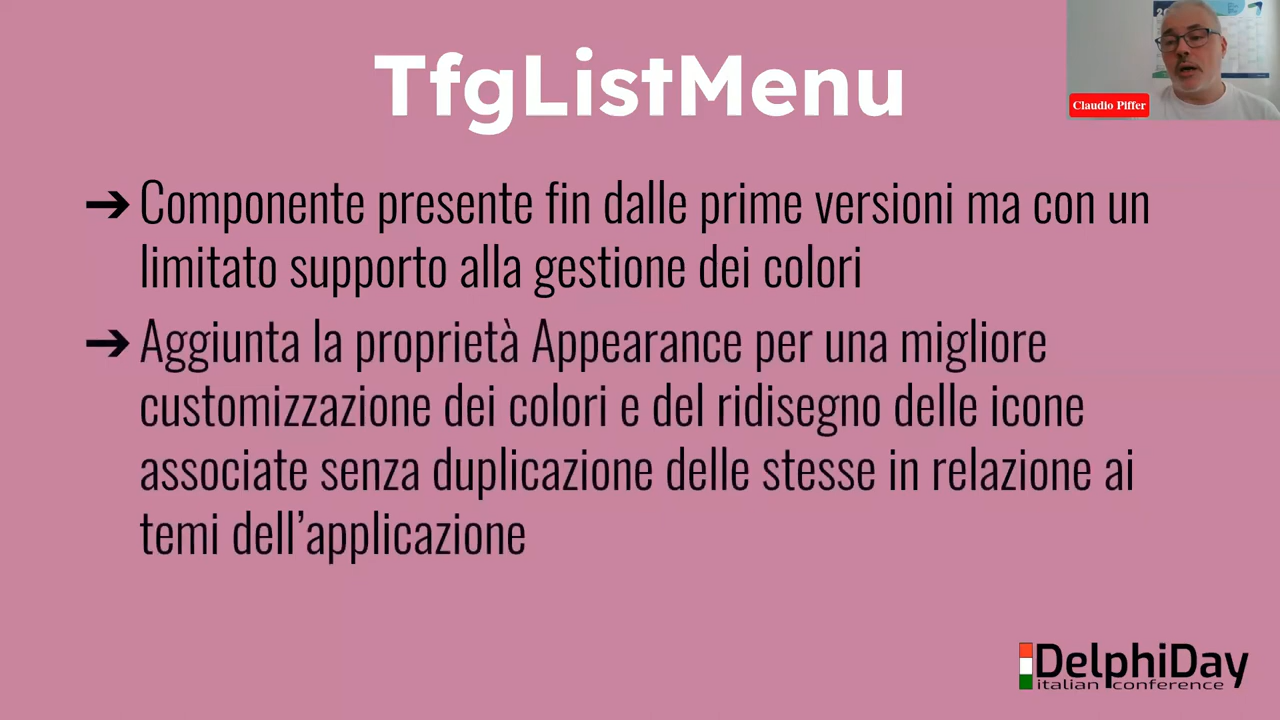 TfgListMenu
Claudio Piffer
➔ Componente presente fin dalle prime versioni ma con un
limitato supporto alla gestione dei colori
➔ Aggiunta la proprietà Appearance per una migliore
customizzazione dei colori e del ridisegno delle icone
associate senza duplicazione delle stesse in relazione ai
temi dell’applicazione
DelphiDay
italian conference